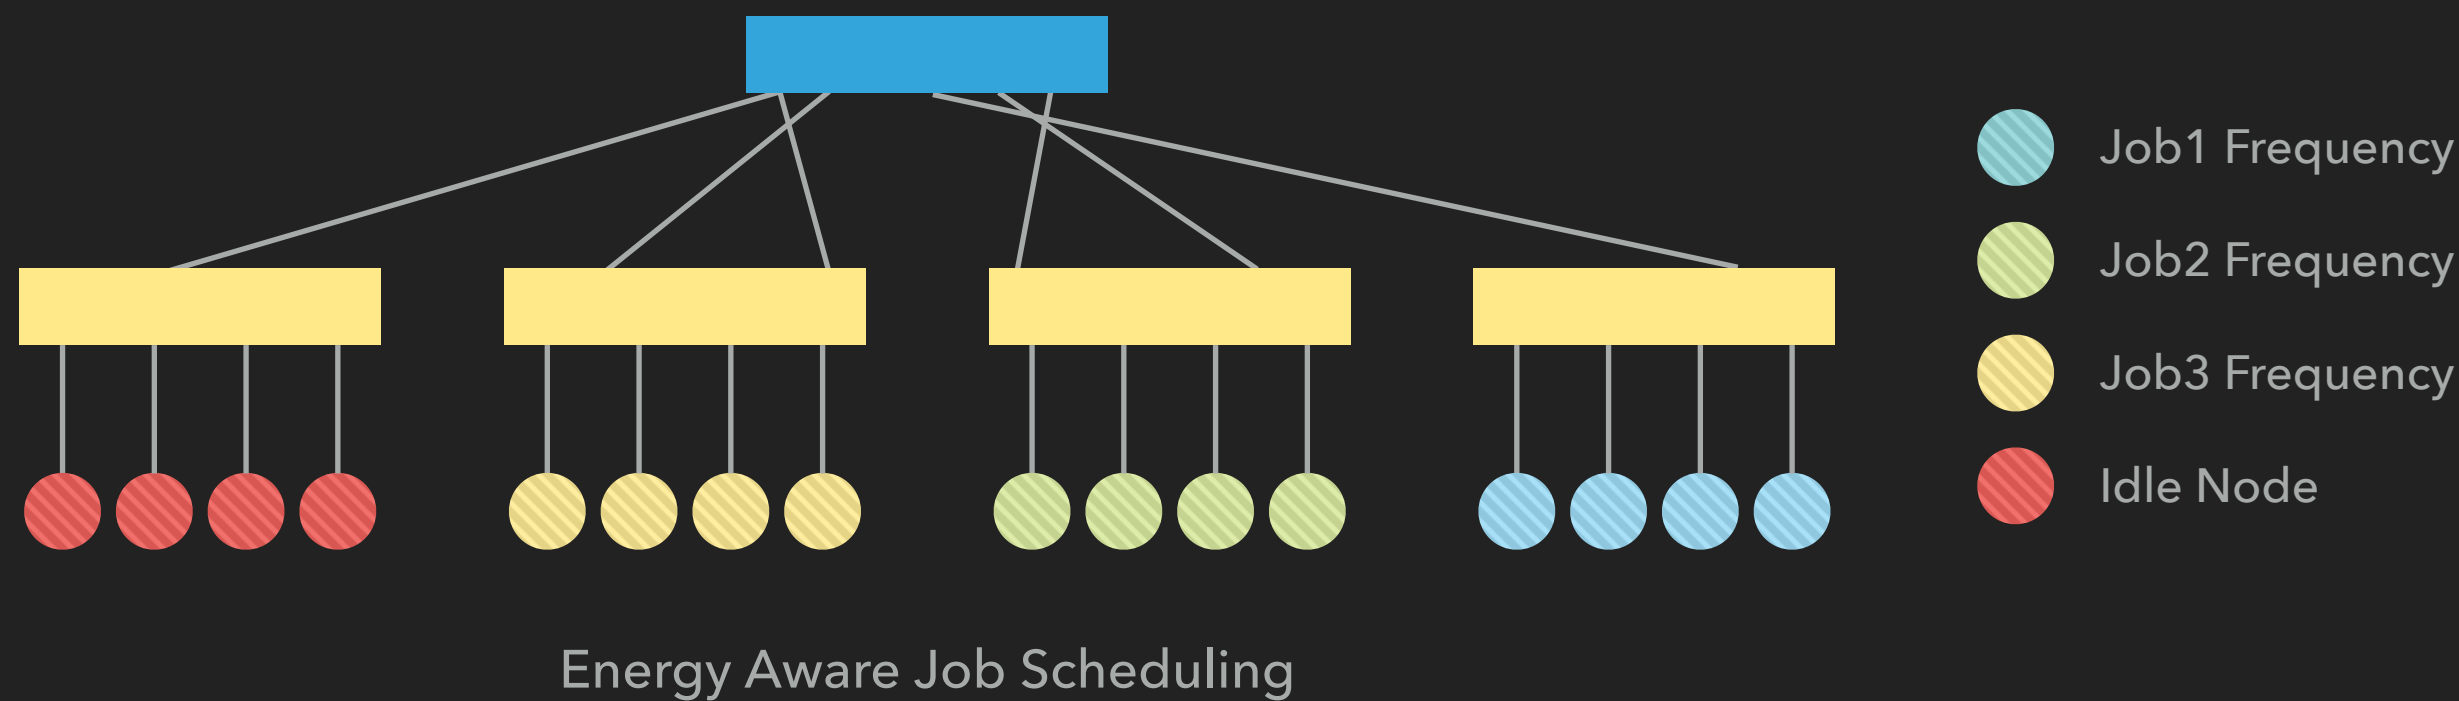 Job1 Frequency
Job2 Frequency
Job3 Frequency
Idle Node
Energy Aware Job Scheduling